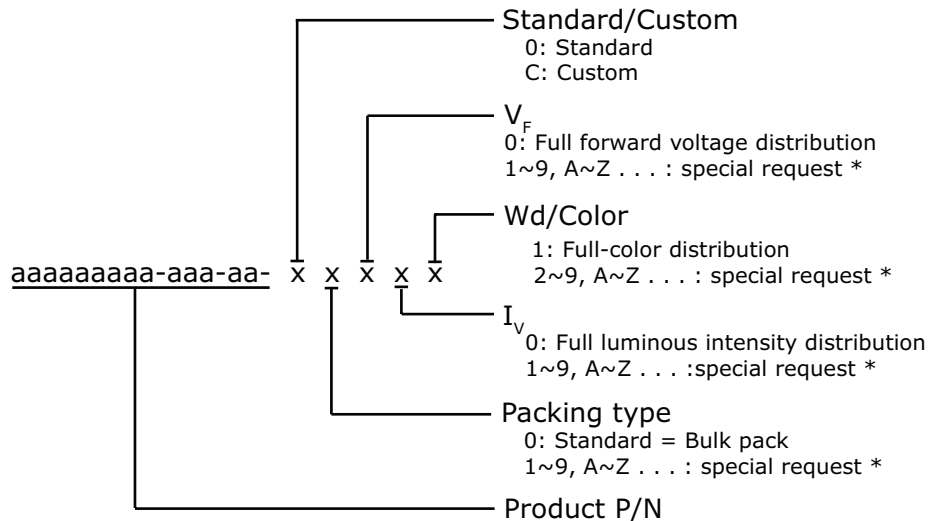 Standard/Custom
0: Standard
C: Custom
VF
0: Full forward voltage distribution
1~9, A~Z . . . : special request *
Wd/Color
1: Full-color distribution
2~9, A~Z . . . : special request *
aaaaaaaaa-aaa-aa- x x x x x
IV
0: Full luminous intensity distribution
1~9, A~Z . . . :special request *
Packing type
0: Standard = Bulk pack
1~9, A~Z . . . : special request *
Product P/N